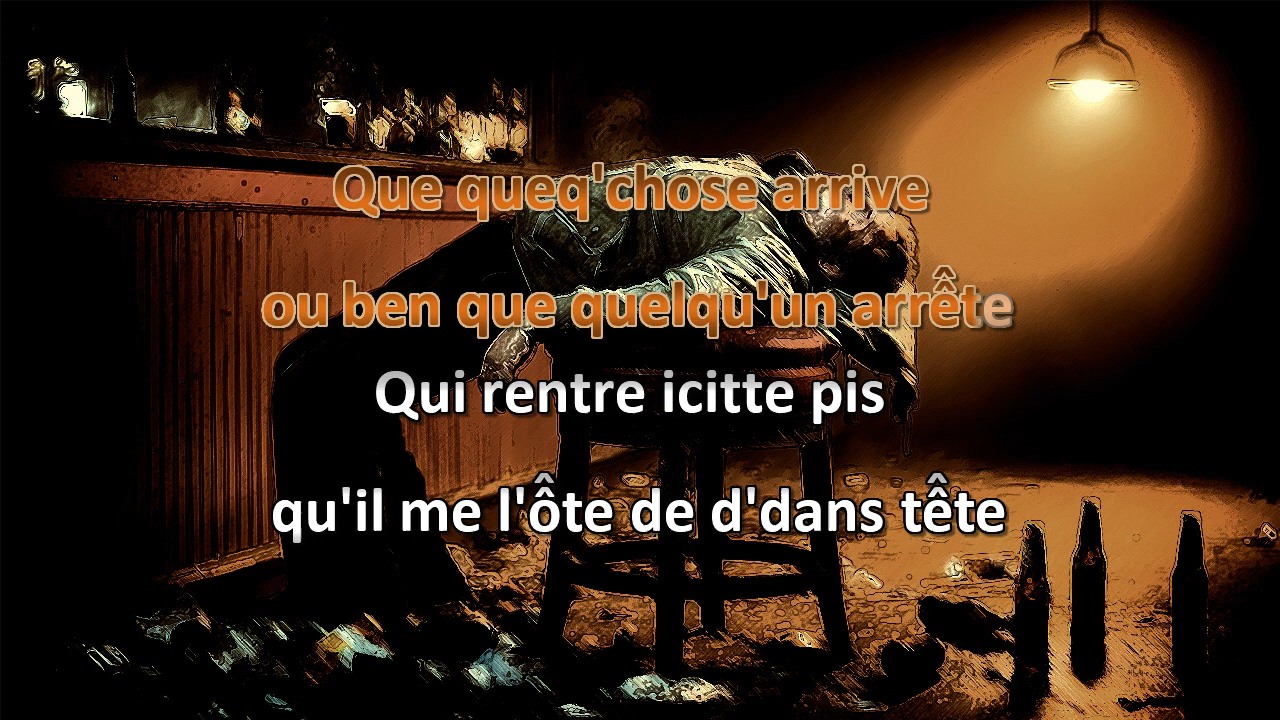 Que queq'chose arrive
ou ben que quelqu'un arrête
Qui rentre icitte pis
qu'il me l'ôte de d'dans tête